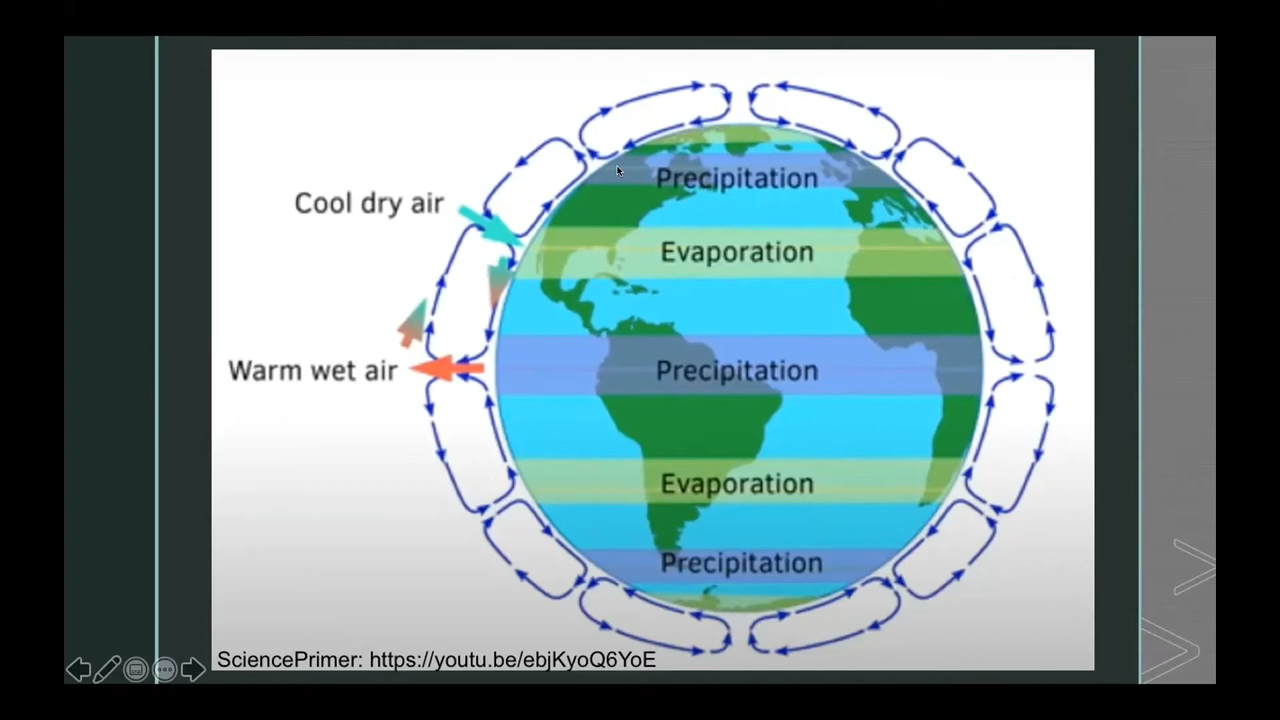 Precipitation
Cool dry air
Evaporation
Warm wet air
Precipitation
Evaporation
Precipitation
SciencePrimer: https://youtu.be/ebjKyoQ6YoE